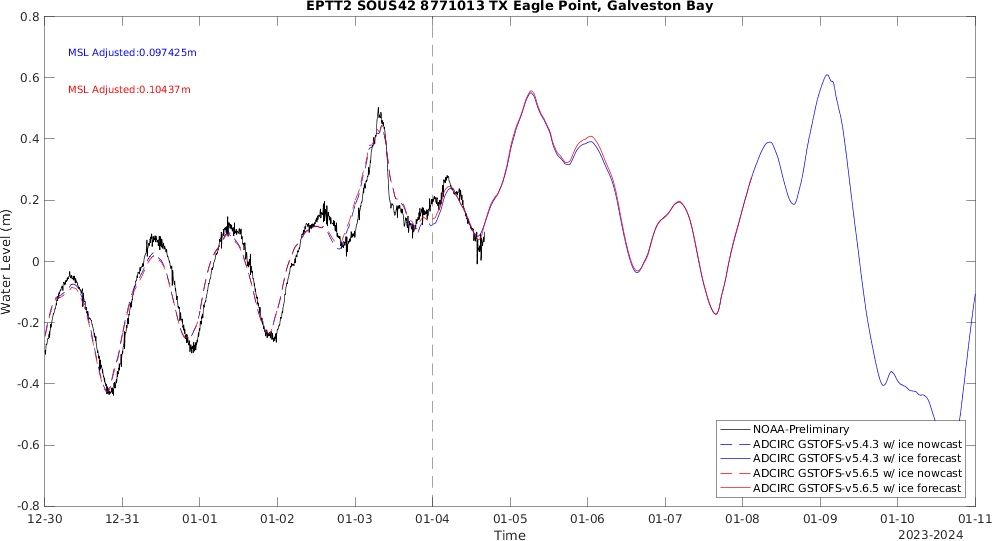 EPTT2 SOUS42 8771013 TX Eagle Point, Galveston Bay
0.8
MSL Adjusted:0.097425m
0.6
MSL Adjusted:0.10437m
0.4
0.2
0
-0.2
-0.4
-0.6
-0.8
Water Level (m)
NOAA-Preliminary
ADCIRC GSTOFS-v5.4.3 w/ ice nowcast
ADCIRC GSTOFS-v5.4.3 w/ ice forecast
ADCIRC GSTOFS-v5.6.5 w/ ice nowcast
ADCIRC GSTOFS-v5.6.5 w/ ice forecast
12-30 12-31 01-01 01-02 01-03 01-04 01-05 01-06 01-07 01-08 01-09 01-10 01-11
Time
2023-2024